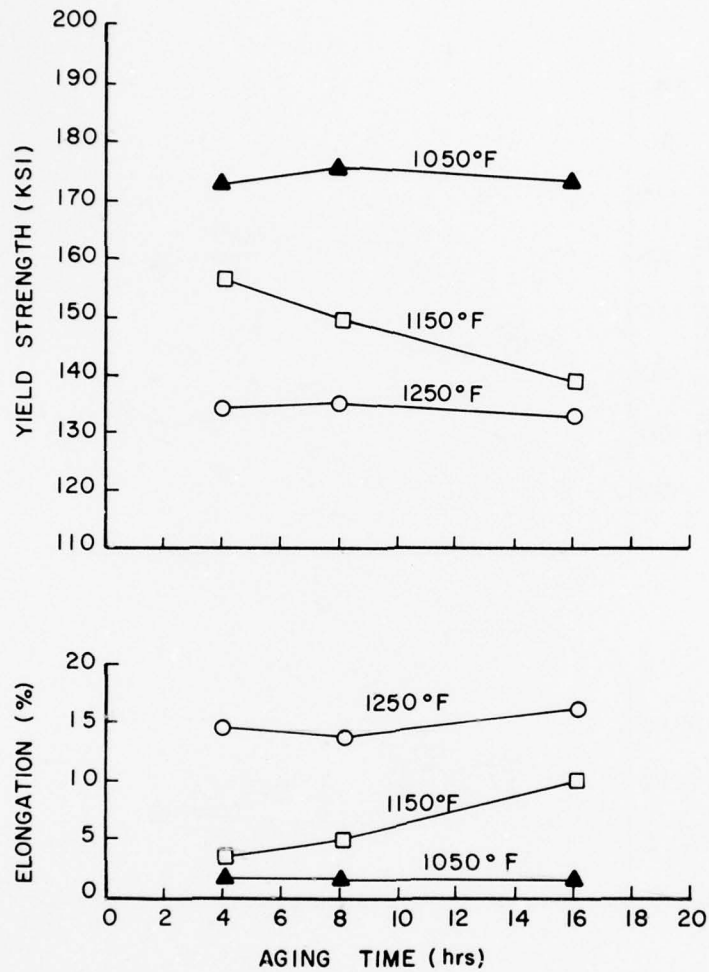 200
190
180
170
160
150
140
130
120
110
YIELD STRENGTH (KSI)
1050°F
1150°F
1250°F
20
15
10
5
0
ELONGATION (%)
1250°F
1150°F
1050°F
0 2 4 6 8 10 12 14 16 18 20
AGING TIME (hrs)